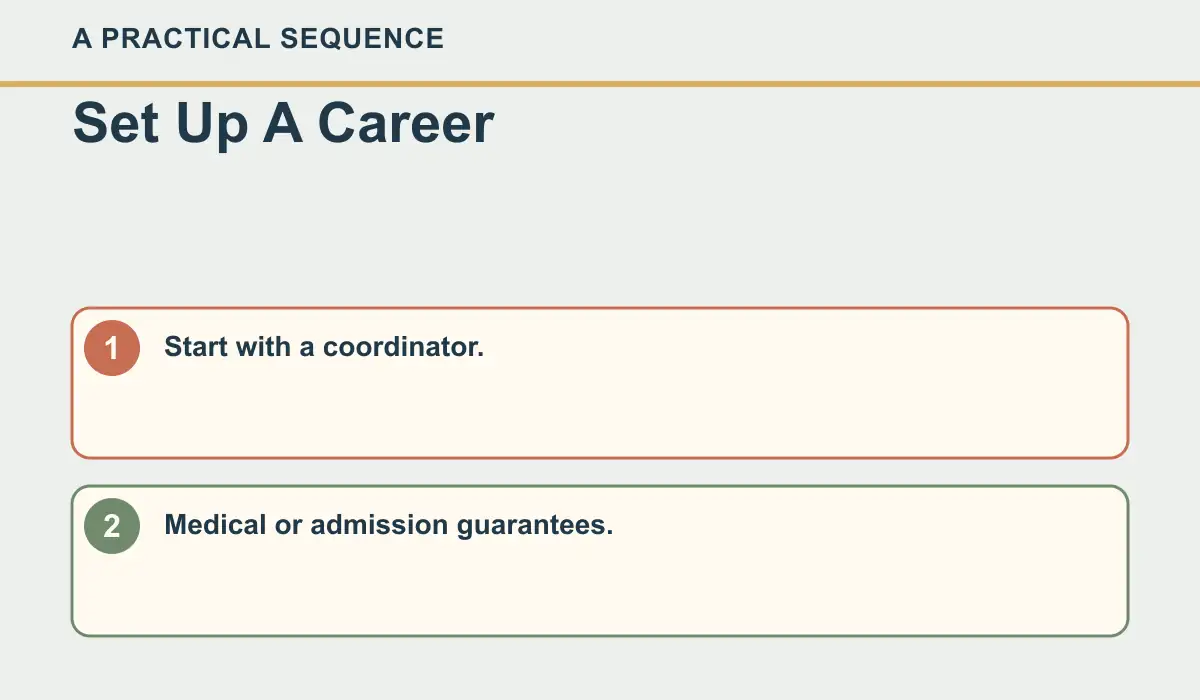 A PRACTICAL SEQUENCE
Set Up A Career
1 Start with a coordinator.
2 Medical or admission guarantees.